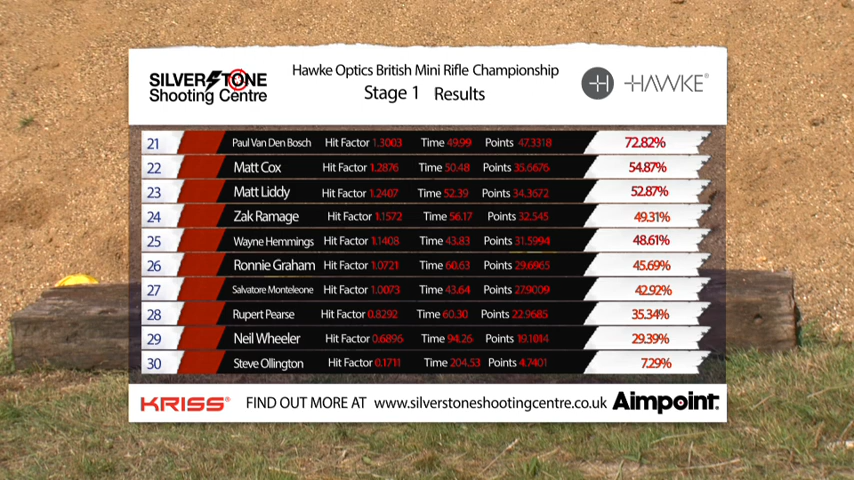 SILVERSTONE
Shooting Centre
Hawke Optics British Mini Rifle Championship
Stage 1 Results
H HAWKE®
21 Paul Van Den Bosch Hit Factor 1.3003 Time 49.99 Points 47.3318 72.82%
22 Matt Cox Hit Factor 1.2876 Time 50.48 Points 35.6676 54.87%
23 Matt Liddy Hit Factor 1.2407 Time 52.39 Points 34.3672 52.87%
24 Zak Ramage Hit Factor 1.1572 Time 56.17 Points 32.545 49.31%
25 Wayne Hemmings Hit Factor 1.1408 Time 43.83 Points 31.5994 48.61%
26 Ronnie Graham Hit Factor 1.0721 Time 60.63 Points 29.6965 45.69%
27 Salvatore Monteleone Hit Factor 1.0073 Time 43.64 Points 27.9009 42.92%
28 Rupert Pearse Hit Factor 0.8292 Time 60.30 Points 22.9685 35.34%
29 Neil Wheeler Hit Factor 0.6896 Time 94.26 Points 19.1014 29.39%
30 Steve Ollington Hit Factor 0.1711 Time 204.53 Points 4.7401 7.29%
KRISS® FIND OUT MORE AT www.silverstoneshootingcentre.co.uk Aimpoint®